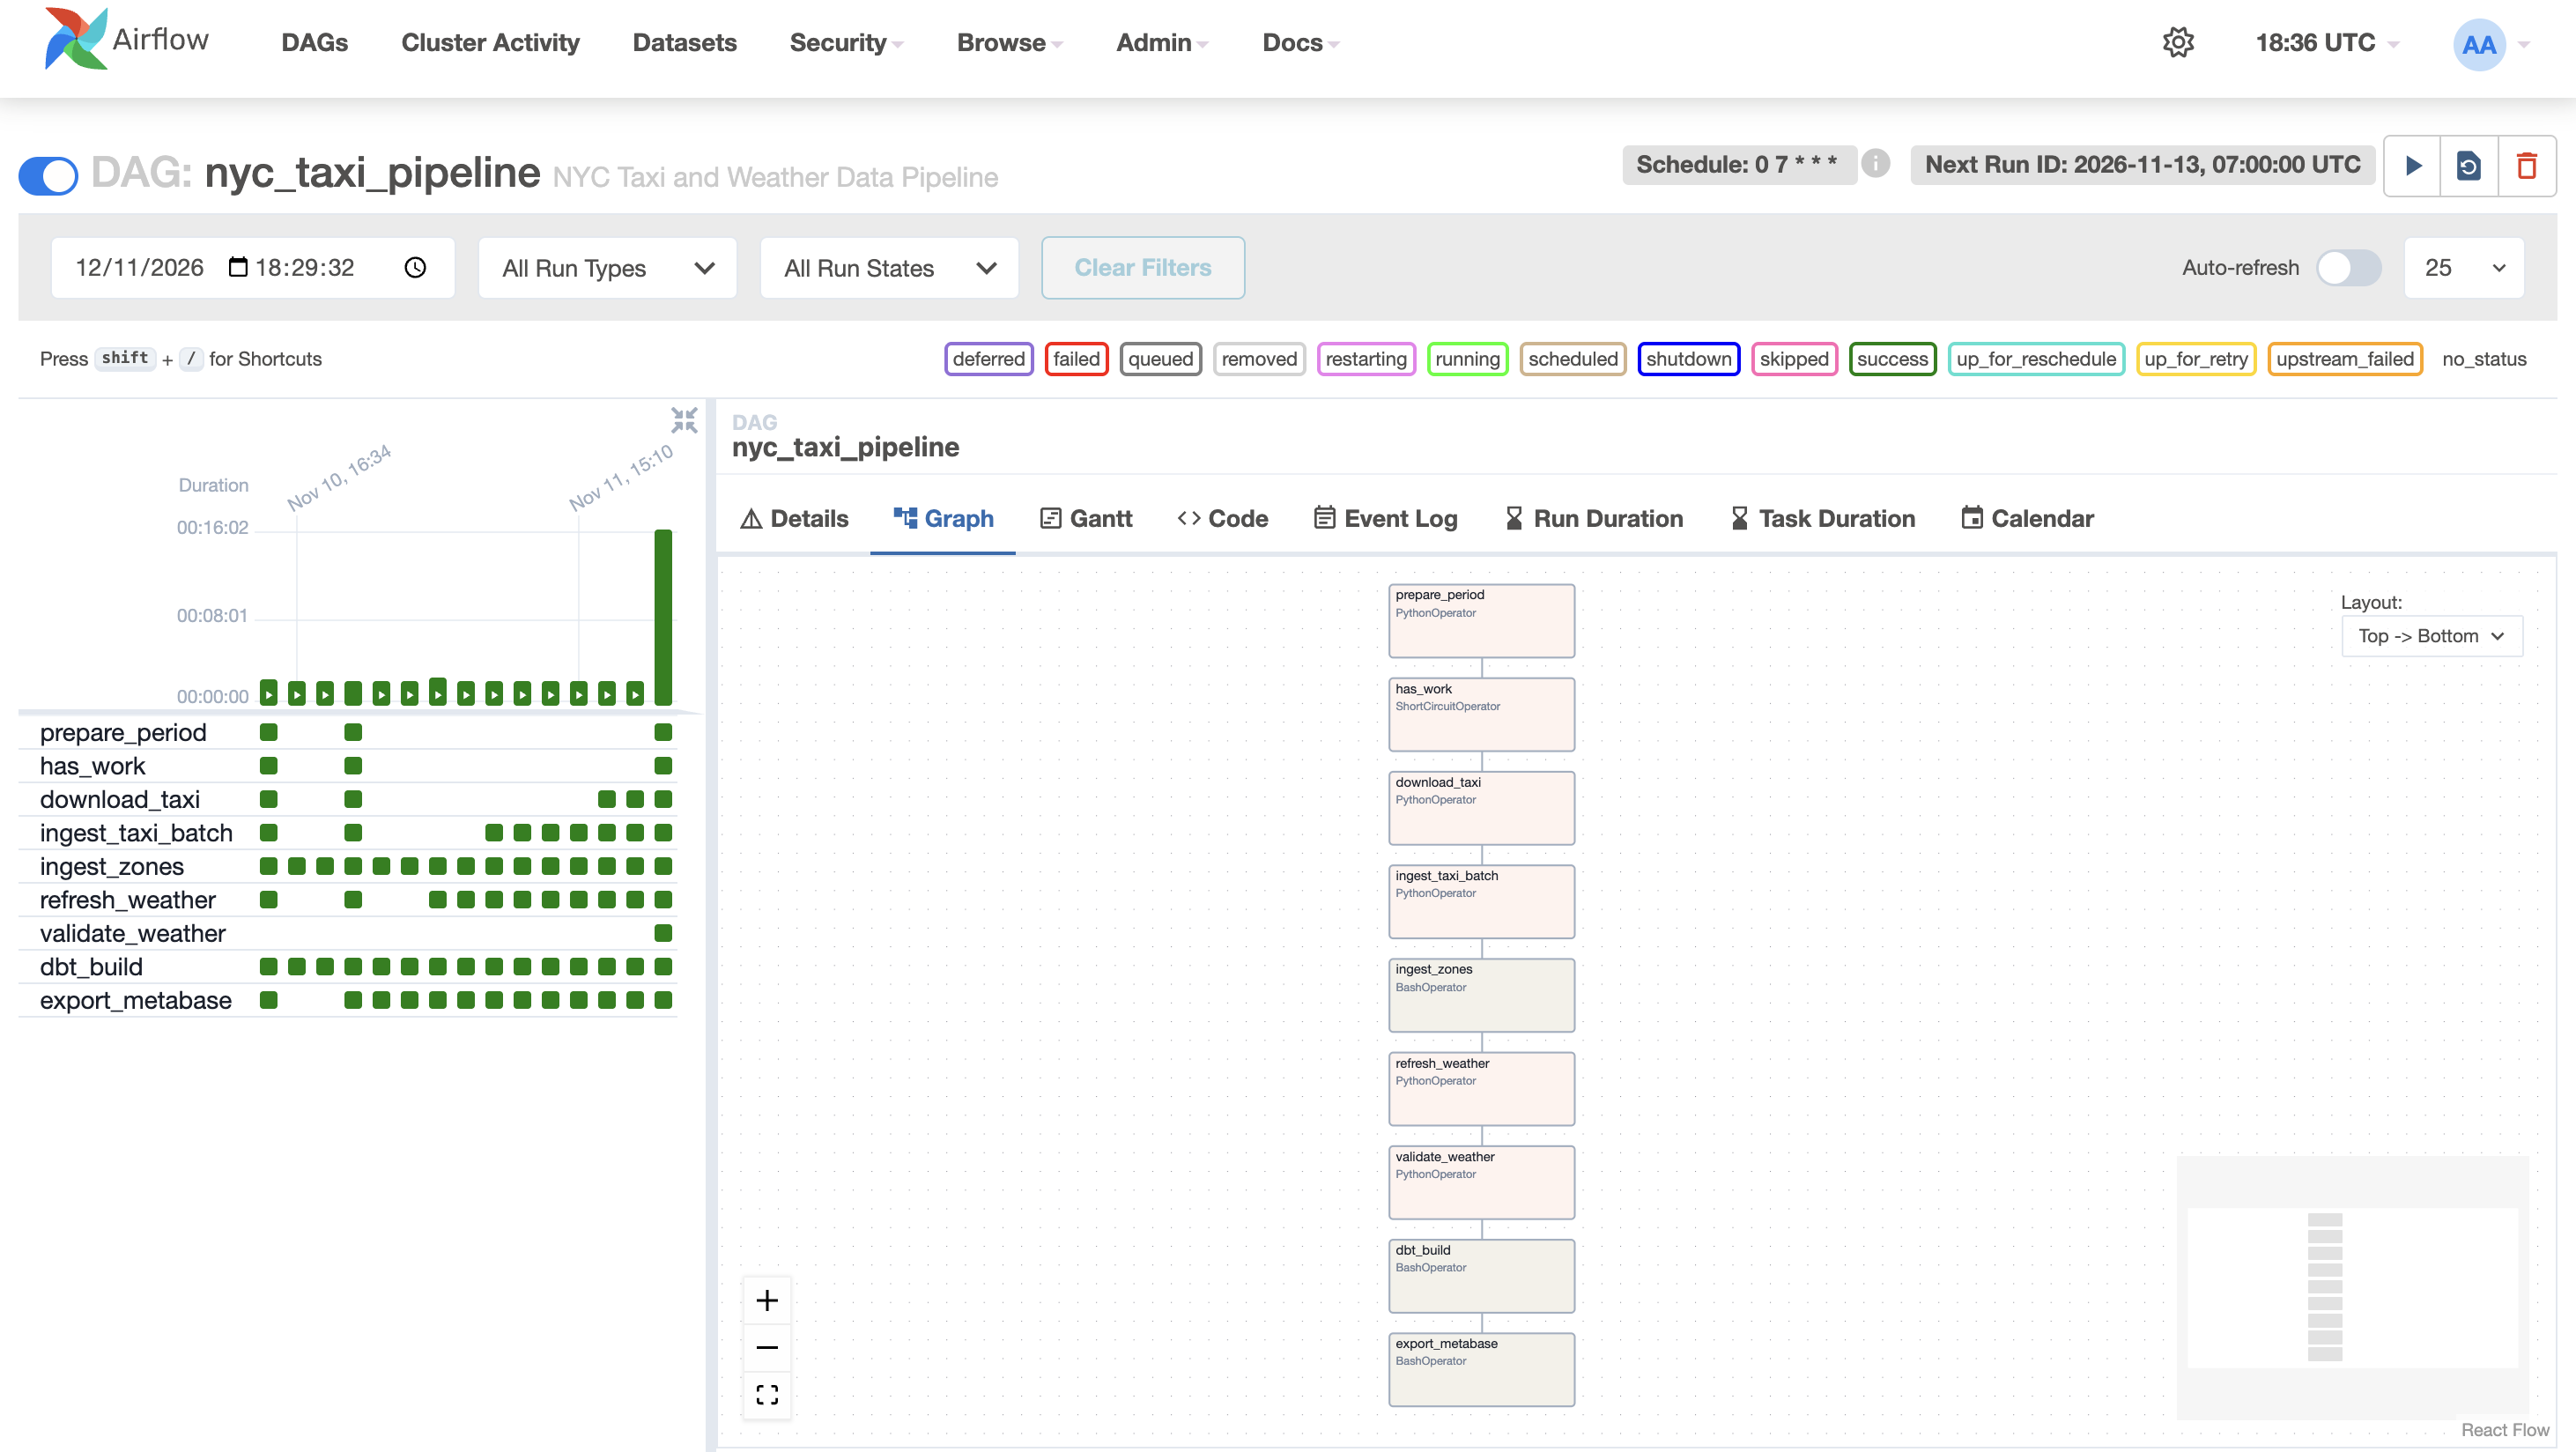 Airflow DAGs Cluster Activity Datasets Security Browse Admin Docs 18:36 UTC AA
DAG: nyc_taxi_pipeline NYC Taxi and Weather Data Pipeline Schedule: 0 7 * * * i Next Run ID: 2026-11-13, 07:00:00 UTC
12/11/2026 18:29:32 All Run Types All Run States Clear Filters Auto-refresh 25
Press shift + / for Shortcuts deferred failed queued removed restarting running scheduled shutdown skipped success up_for_reschedule up_for_retry upstream_failed no_status
Nov 10, 16:34
Nov 11, 15:10
Duration
00:16:02
00:08:01
00:00:00
prepare_period
has_work
download_taxi
ingest_taxi_batch
ingest_zones
refresh_weather
validate_weather
dbt_build
export_metabase
DAG
nyc_taxi_pipeline
Details Graph Gantt Code Event Log Run Duration Task Duration Calendar
Layout:
Top -> Bottom
prepare_period
PythonOperator
has_work
ShortCircuitOperator
download_taxi
PythonOperator
ingest_taxi_batch
PythonOperator
ingest_zones
BashOperator
refresh_weather
PythonOperator
validate_weather
PythonOperator
dbt_build
BashOperator
export_metabase
BashOperator
React Flow